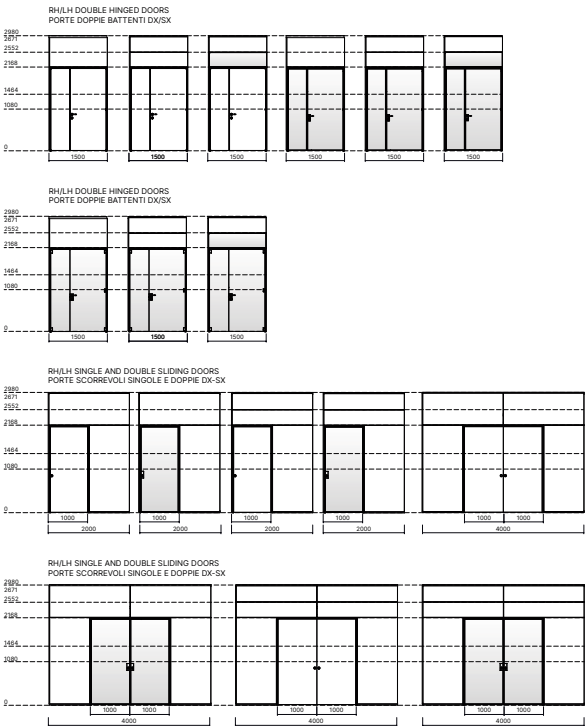 RH/LH DOUBLE HINGED DOORS
PORTE DOPPIE BATTENTI DX/SX
2980
2671
2552
2168
1464
1080
0
1500 1500 1500 1500 1500 1500
RH/LH DOUBLE HINGED DOORS
PORTE DOPPIE BATTENTI DX/SX
2980
2671
2552
2168
1464
1080
0
1500 1500 1500
RH/LH SINGLE AND DOUBLE SLIDING DOORS
PORTE SCORREVOLI SINGOLE E DOPPIE DX-SX
2980
2671
2552
2168
1464
1080
0
1000 1000 1000 1000 1000 1000
2000 2000 2000 2000 4000
RH/LH SINGLE AND DOUBLE SLIDING DOORS
PORTE SCORREVOLI SINGOLE E DOPPIE DX-SX
2980
2671
2552
2168
1464
1080
0
1000 1000 1000 1000 1000 1000
4000 4000 4000